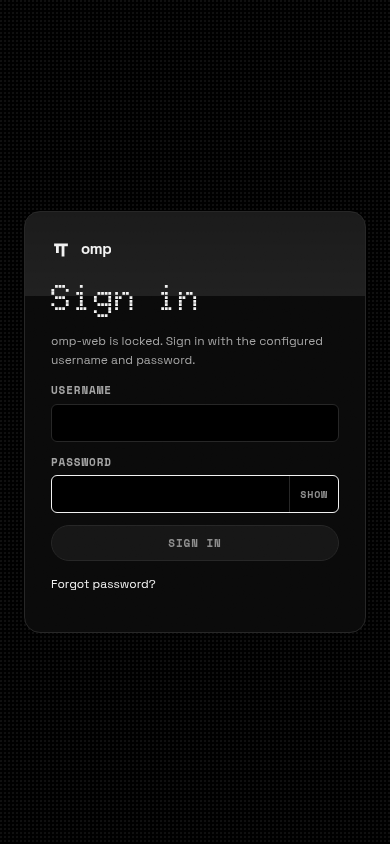 omp
Sign in
omp-web is locked. Sign in with the configured
username and password.
USERNAME
PASSWORD
SHOW
SIGN IN
Forgot password?